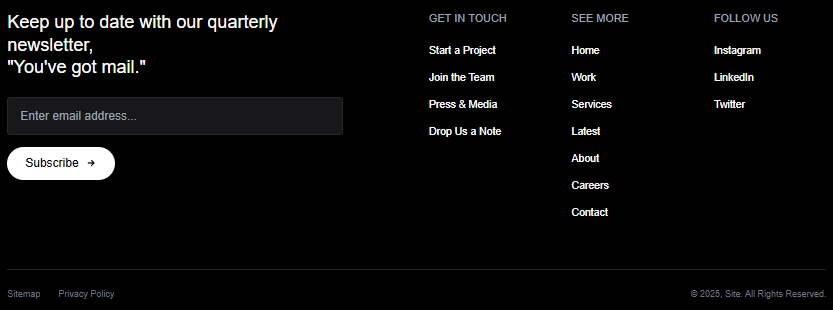 Keep up to date with our quarterly
newsletter,
"You've got mail."
Enter email address...
Subscribe →
GET IN TOUCH
Start a Project
Join the Team
Press & Media
Drop Us a Note
SEE MORE
Home
Work
Services
Latest
About
Careers
Contact
FOLLOW US
Instagram
LinkedIn
Twitter
Sitemap
Privacy Policy
© 2025, Site. All Rights Reserved.